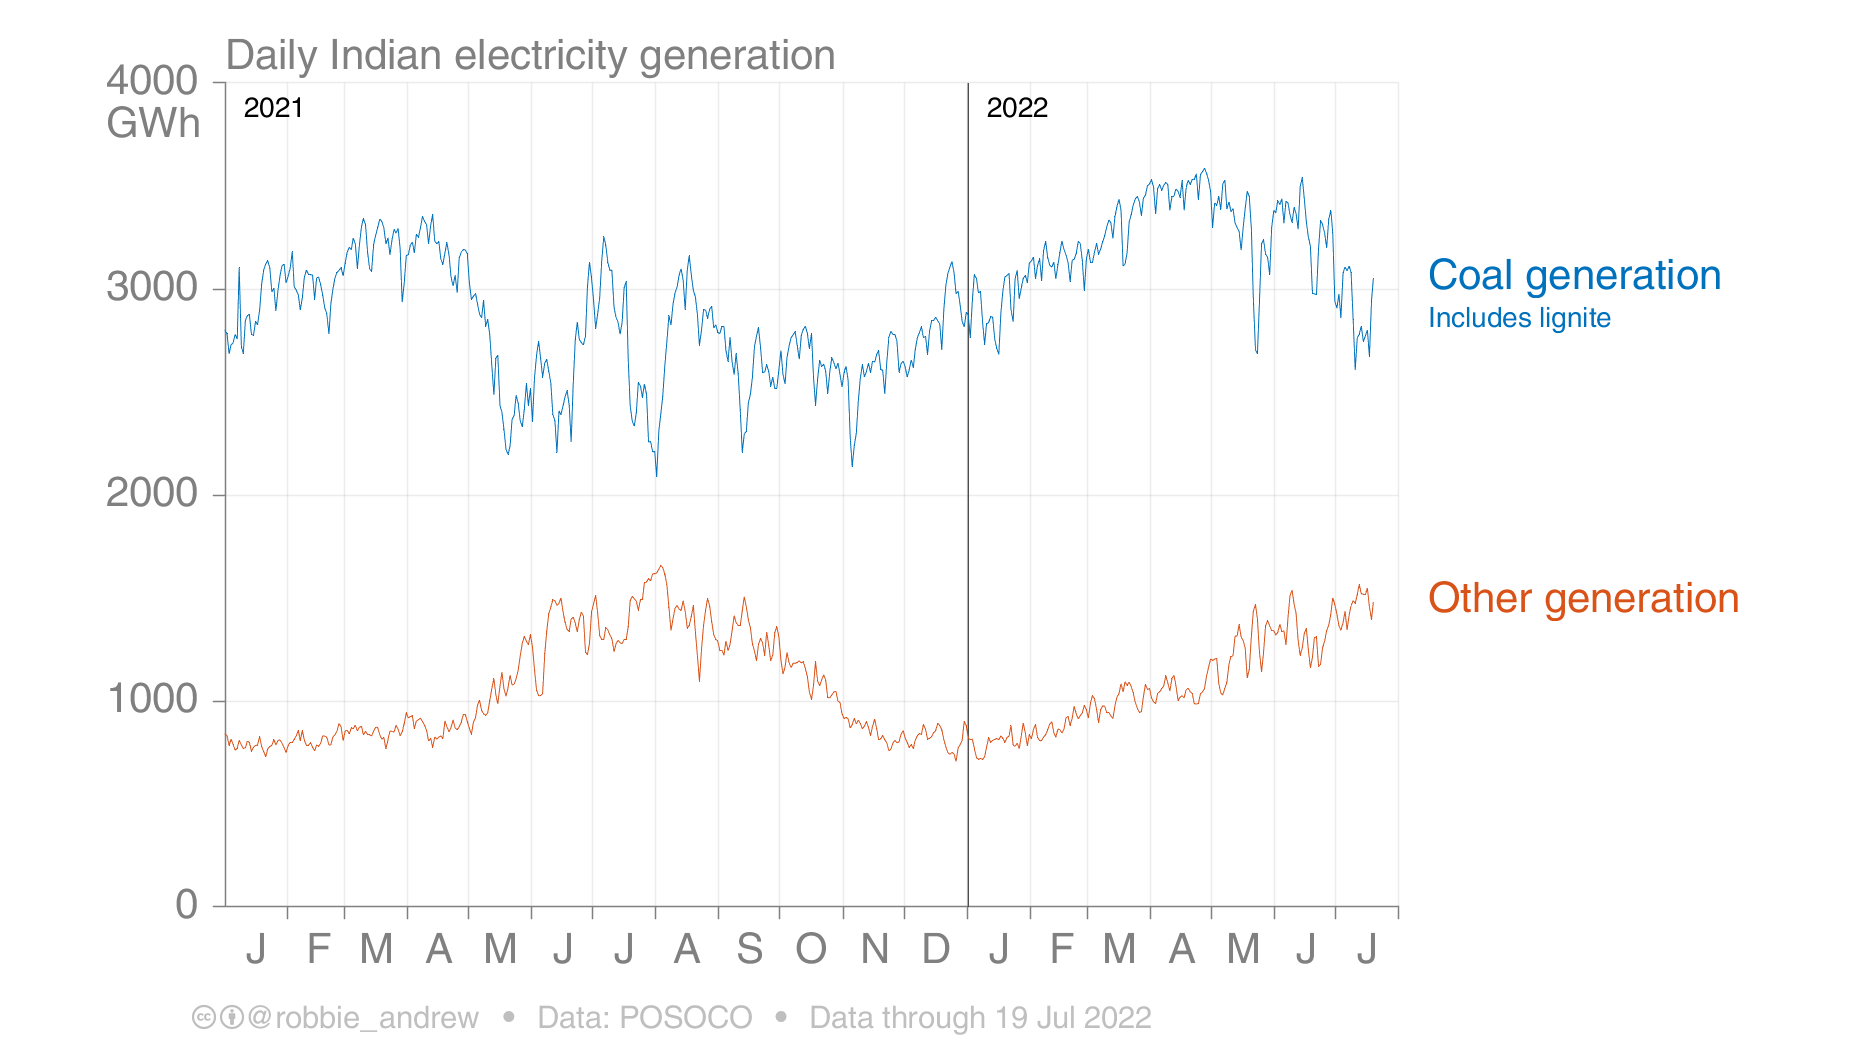 Daily Indian electricity generation
4000
GWh
2021
2022
3000
2000
1000
0
Coal generation
Includes lignite
Other generation
J F M A M J J A S O N D J F M A M J J
@robbie_andrew • Data: POSOCO • Data through 19 Jul 2022